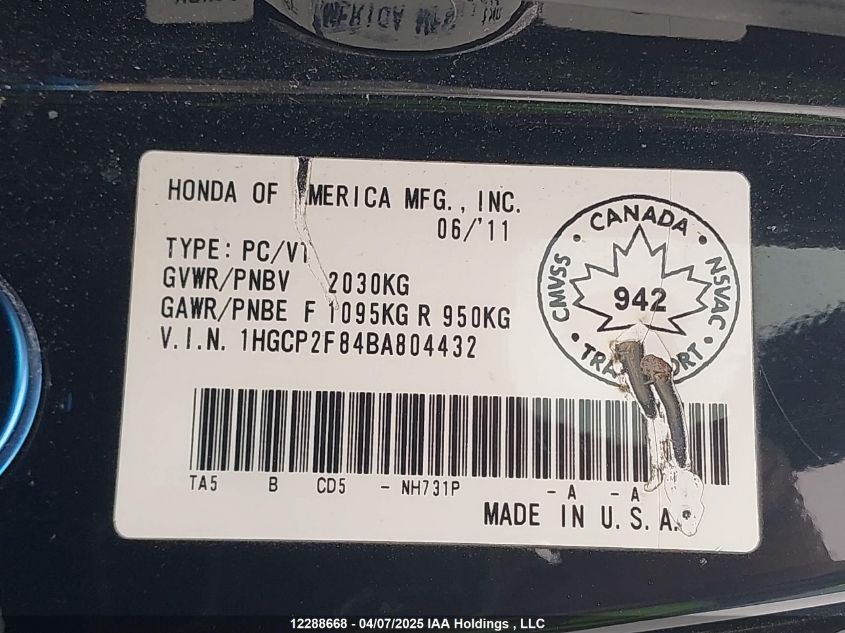 HONDA OF MERICA MFG., INC.
06/'11
TYPE: PC/V
GVWR/PNBV 2030KG
GAWR/PNBE F 1095KG R 950KG
V.I.N. 1HGCP2F84BA804432
CANADA
CMVSS
NSVAC
942
TA5 B CD5 - NH731P - A - A
MADE IN U.S.A.
12288668 - 04/07/2025 IAA Holdings , LLC